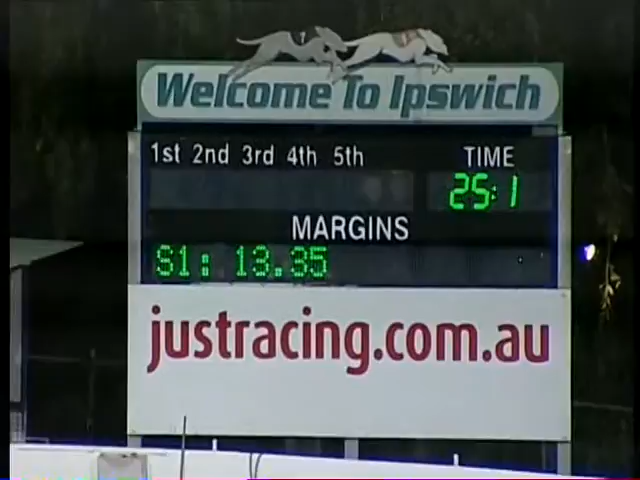 Welcome To Ipswich
1st 2nd 3rd 4th 5th TIME
25:1
MARGINS
S1: 13.35
justracing.com.au